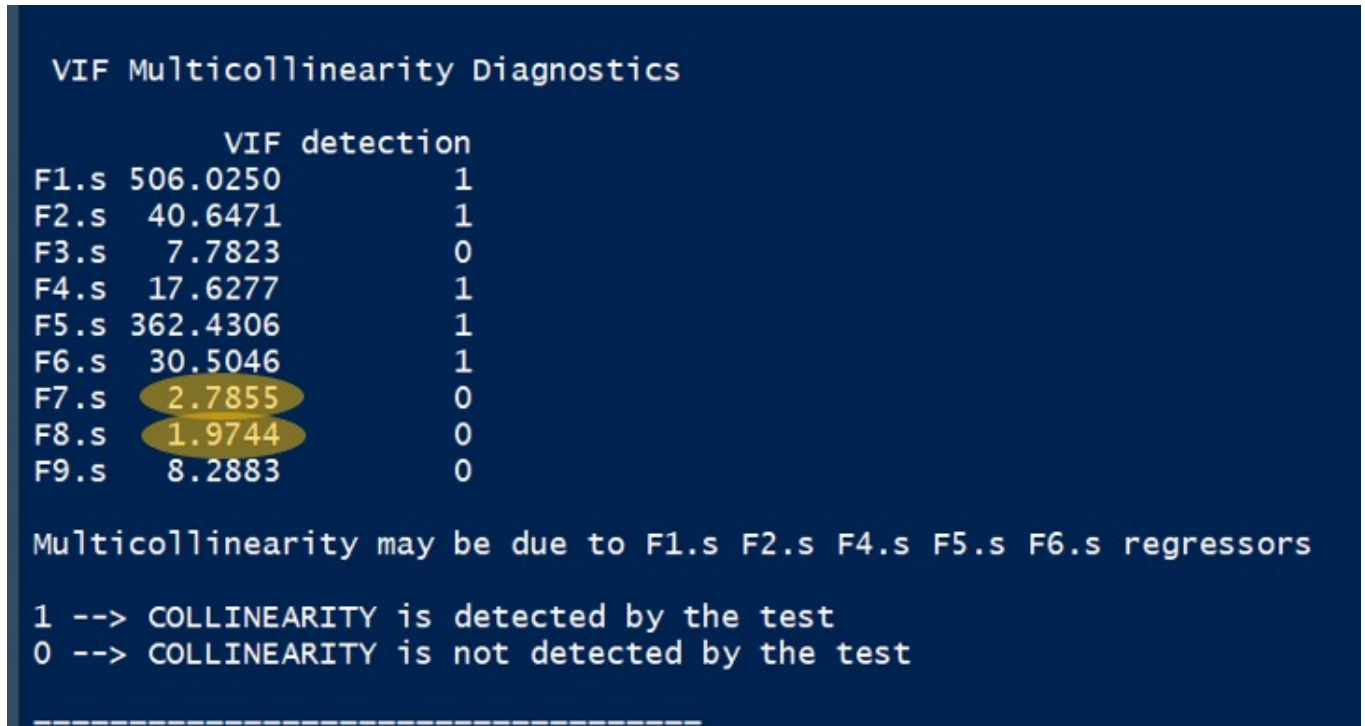 VIF Multicollinearity Diagnostics
VIF detection
F1.s 506.0250 1
F2.s 40.6471 1
F3.s 7.7823 0
F4.s 17.6277 1
F5.s 362.4306 1
F6.s 30.5046 1
F7.s 2.7855 0
F8.s 1.9744 0
F9.s 8.2883 0
Multicollinearity may be due to F1.s F2.s F4.s F5.s F6.s regressors
1 --> COLLINEARITY is detected by the test
0 --> COLLINEARITY is not detected by the test
===================================